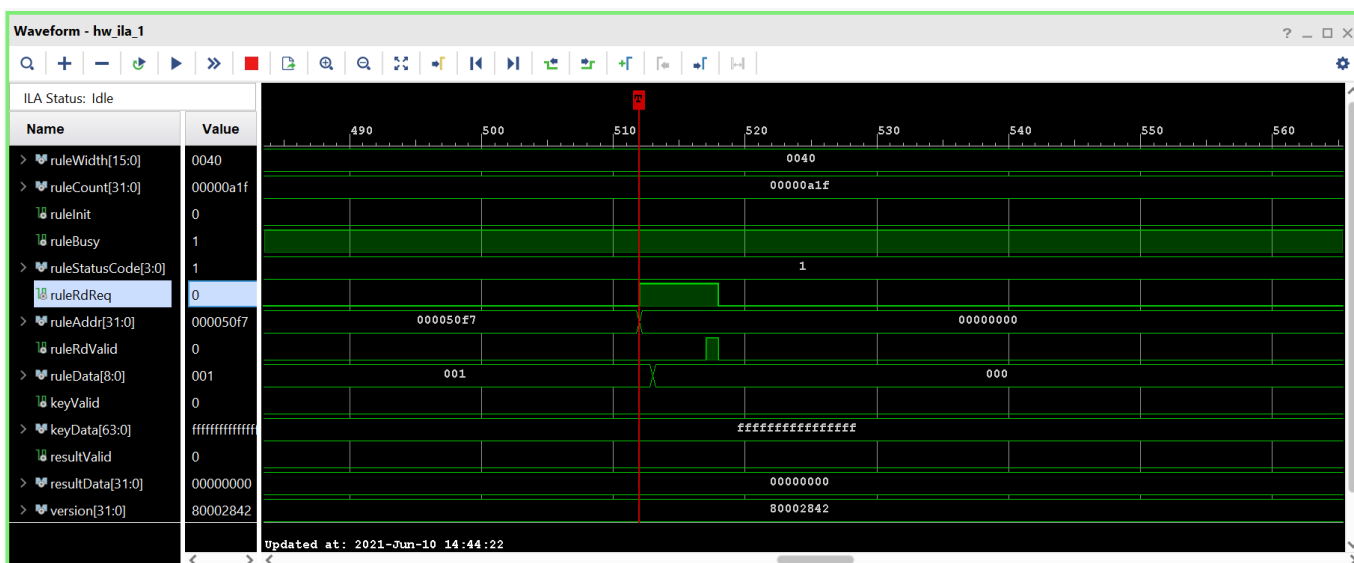 Waveform - hw_ila_1
ILA Status: Idle
Name Value
T
490 500 510 520 530 540 550 560
ruleWidth[15:0] 0040 0040
ruleCount[31:0] 00000a1f 00000a1f
ruleInit 0
ruleBusy 1
ruleStatusCode[3:0] 1 1
ruleRdReq 0
ruleAddr[31:0] 000050f7 000050f7 00000000
ruleRdValid 0
ruleData[8:0] 001 001 000
keyValid 0
keyData[63:0] ffffffffffffff ffffffffffffffff
resultValid 0
resultData[31:0] 00000000 00000000
version[31:0] 80002842 80002842
Updated at: 2021-Jun-10 14:44:22